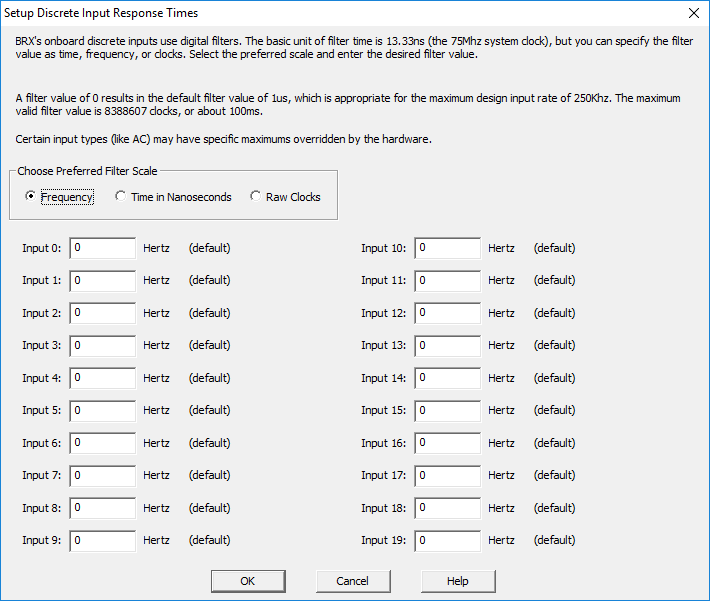 Setup Discrete Input Response Times
BRX's onboard discrete inputs use digital filters. The basic unit of filter time is 13.33ns (the 75Mhz system clock), but you can specify the filter
value as time, frequency, or clocks. Select the preferred scale and enter the desired filter value.
A filter value of 0 results in the default filter value of 1us, which is appropriate for the maximum design input rate of 250Khz. The maximum
valid filter value is 8388607 clocks, or about 100ms.
Certain input types (like AC) may have specific maximums overridden by the hardware.
Choose Preferred Filter Scale
Frequency Time in Nanoseconds Raw Clocks
Input 0: 0 Hertz (default) Input 10: 0 Hertz (default)
Input 1: 0 Hertz (default) Input 11: 0 Hertz (default)
Input 2: 0 Hertz (default) Input 12: 0 Hertz (default)
Input 3: 0 Hertz (default) Input 13: 0 Hertz (default)
Input 4: 0 Hertz (default) Input 14: 0 Hertz (default)
Input 5: 0 Hertz (default) Input 15: 0 Hertz (default)
Input 6: 0 Hertz (default) Input 16: 0 Hertz (default)
Input 7: 0 Hertz (default) Input 17: 0 Hertz (default)
Input 8: 0 Hertz (default) Input 18: 0 Hertz (default)
Input 9: 0 Hertz (default) Input 19: 0 Hertz (default)
OK Cancel Help